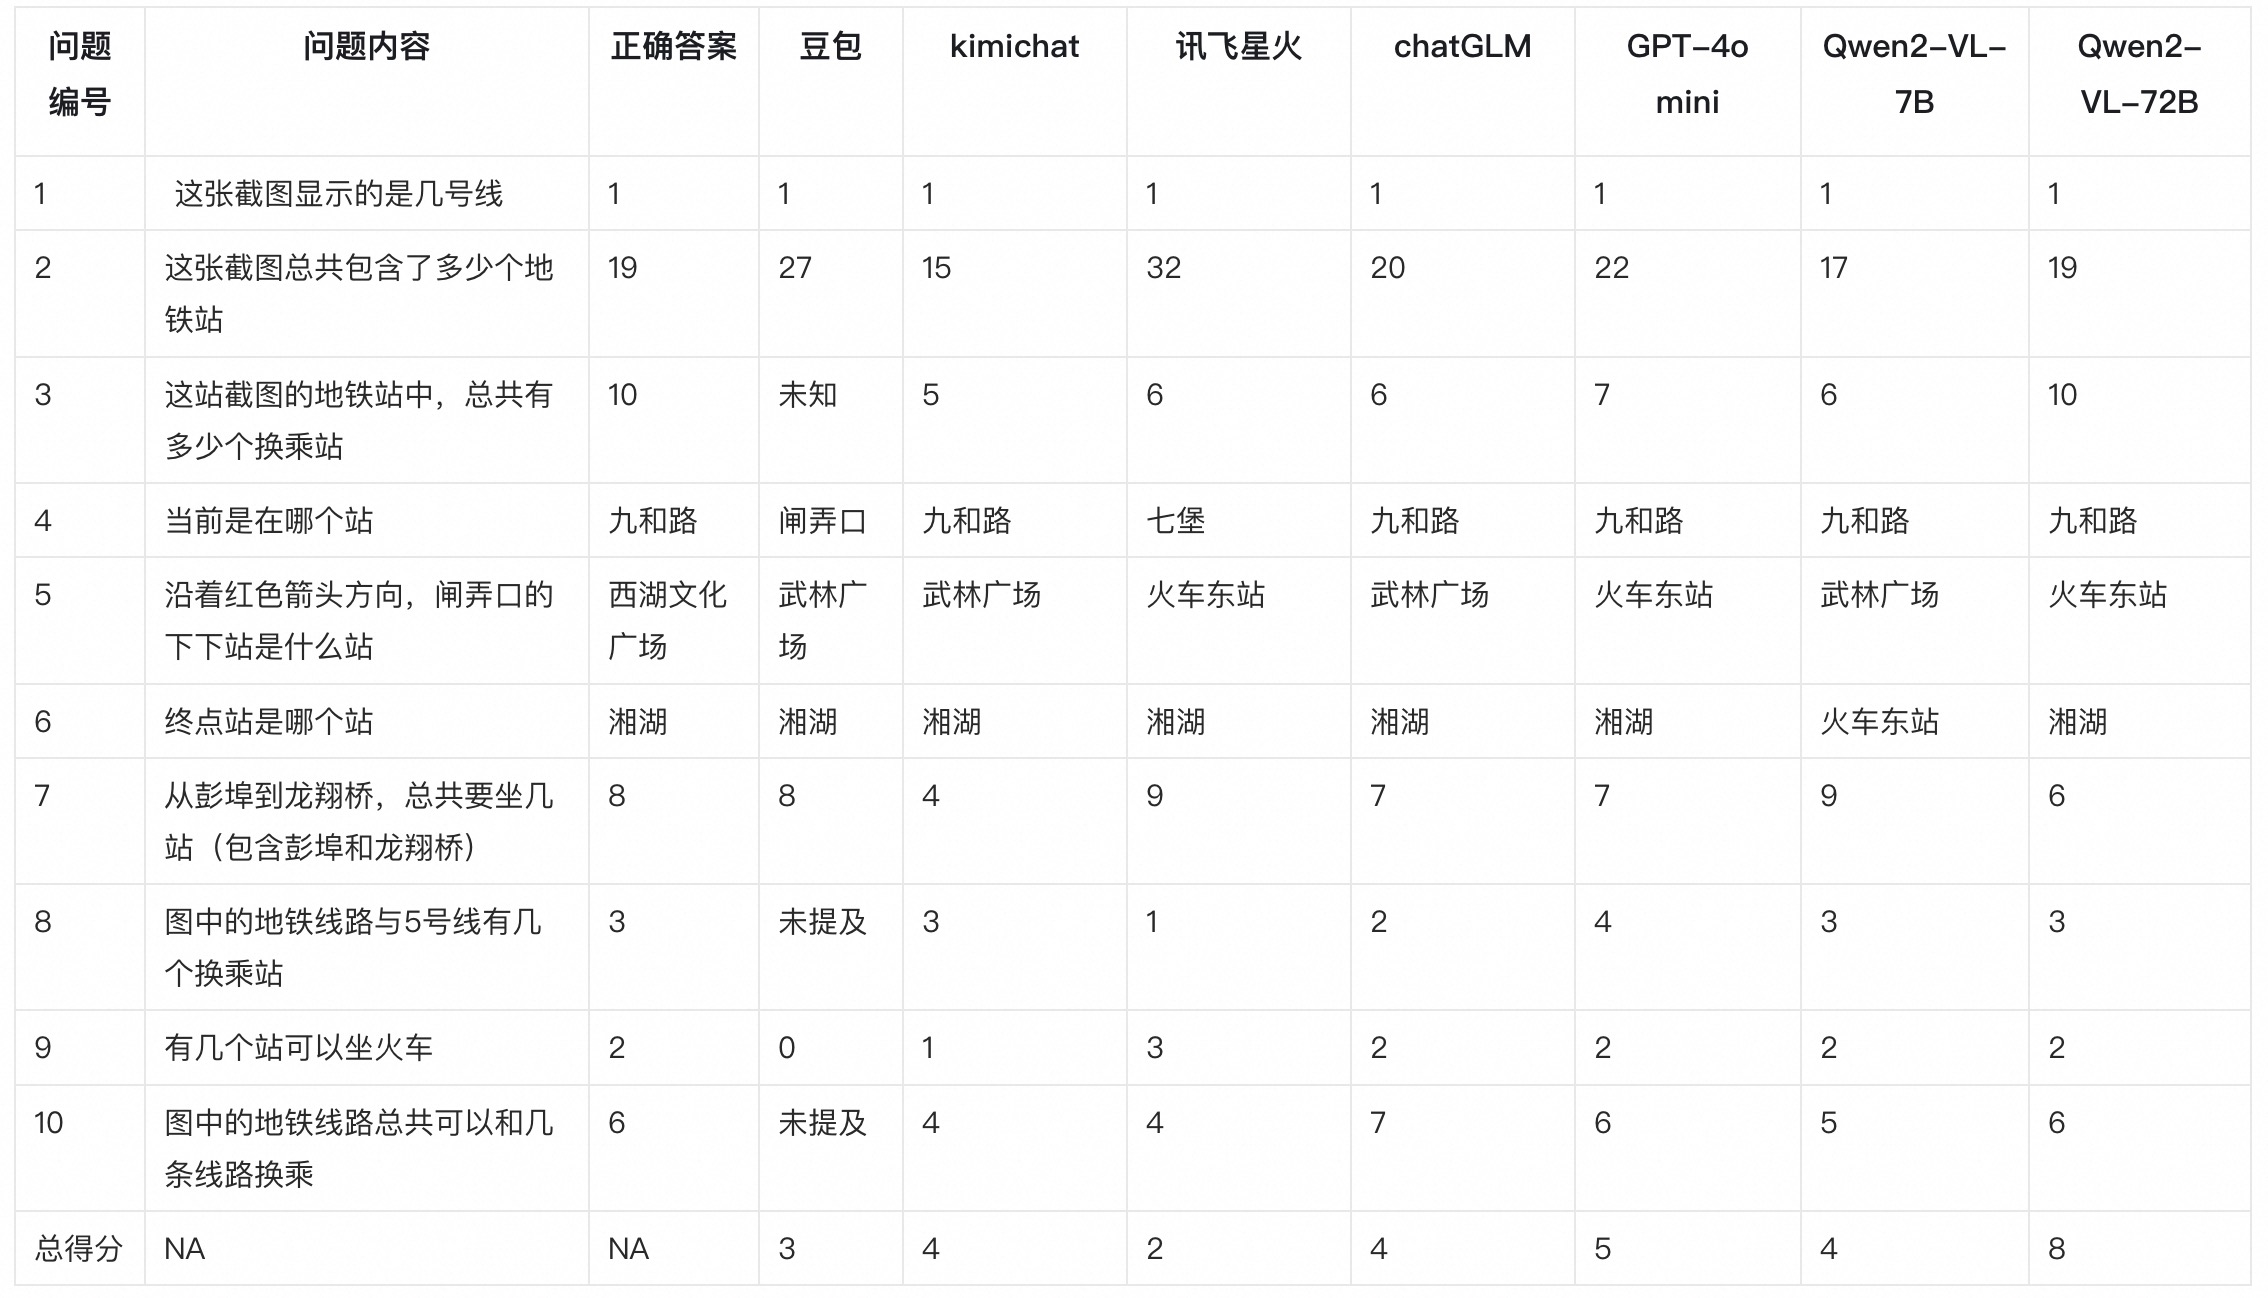 问题编号 问题内容 正确答案 豆包 kimichat 讯飞星火 chatGLM GPT-4o mini Qwen2-VL-7B Qwen2-VL-72B
1 这张截图显示的是几号线 1 1 1 1 1 1 1 1
2 这张截图总共包含了多少个地铁站 19 27 15 32 20 22 17 19
3 这站截图的地铁站中，总共有多少个换乘站 10 未知 5 6 6 7 6 10
4 当前是在哪个站 九和路 闸弄口 九和路 七堡 九和路 九和路 九和路 九和路
5 沿着红色箭头方向，闸弄口的下下站是什么站 西湖文化广场 武林广场 武林广场 火车东站 武林广场 火车东站 武林广场 火车东站
6 终点站是哪个站 湘湖 湘湖 湘湖 湘湖 湘湖 湘湖 火车东站 湘湖
7 从彭埠到龙翔桥，总共要坐几站（包含彭埠和龙翔桥） 8 8 4 9 7 7 9 6
8 图中的地铁线路与5号线有几个换乘站 3 未提及 3 1 2 4 3 3
9 有几个站可以坐火车 2 0 1 3 2 2 2 2
10 图中的地铁线路总共可以和几条线路换乘 6 未提及 4 4 7 6 5 6
总得分 NA NA 3 4 2 4 5 4 8